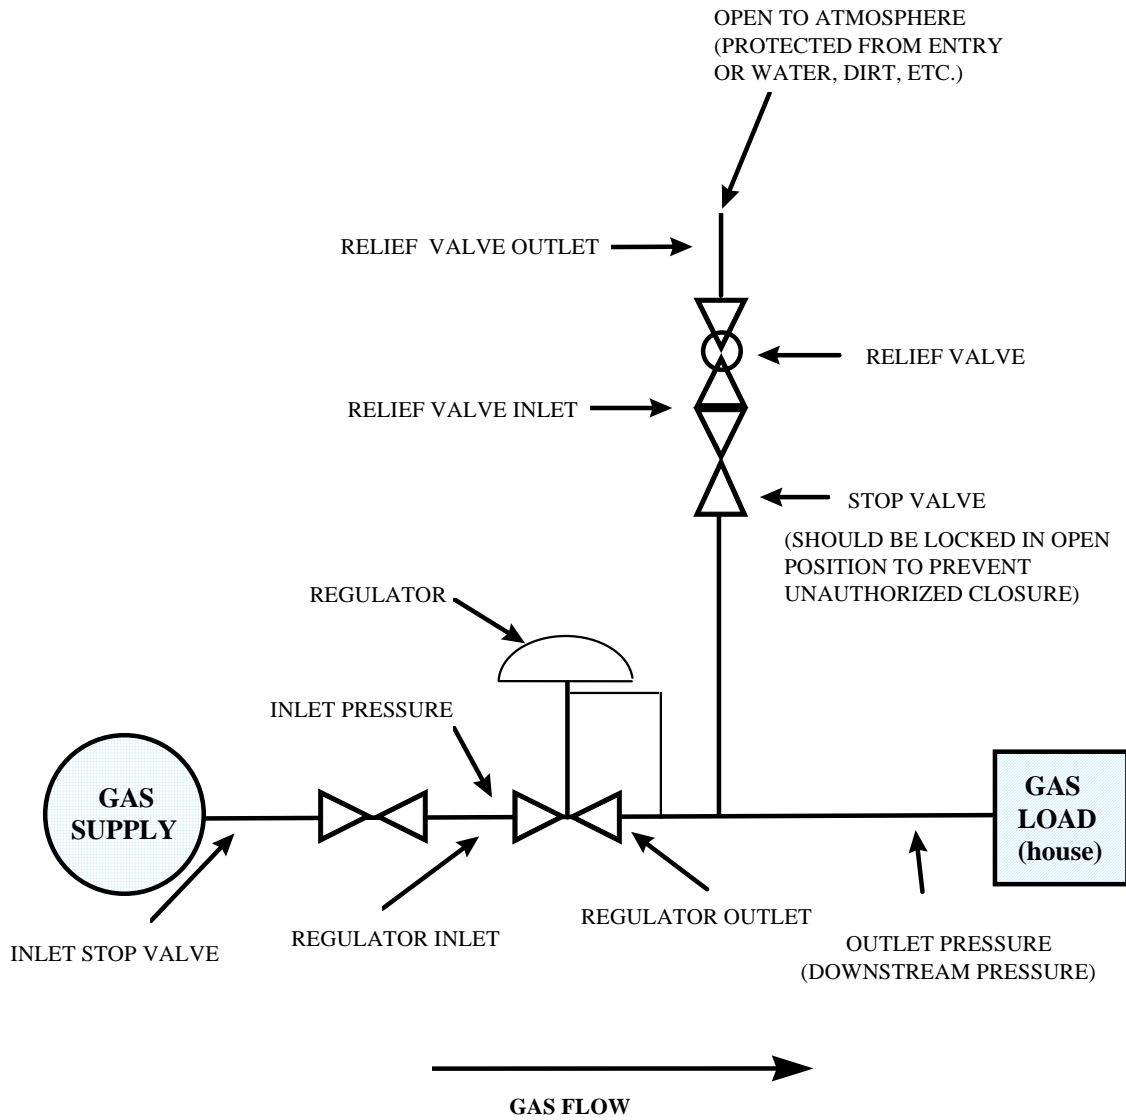 OPEN TO ATMOSPHERE
(PROTECTED FROM ENTRY
OR WATER, DIRT, ETC.)
RELIEF VALVE OUTLET
RELIEF VALVE
RELIEF VALVE INLET
STOP VALVE
(SHOULD BE LOCKED IN OPEN
POSITION TO PREVENT
UNAUTHORIZED CLOSURE)
REGULATOR
INLET PRESSURE
GAS
SUPPLY
GAS
LOAD
(house)
INLET STOP VALVE
REGULATOR INLET
REGULATOR OUTLET
OUTLET PRESSURE
(DOWNSTREAM PRESSURE)
GAS FLOW